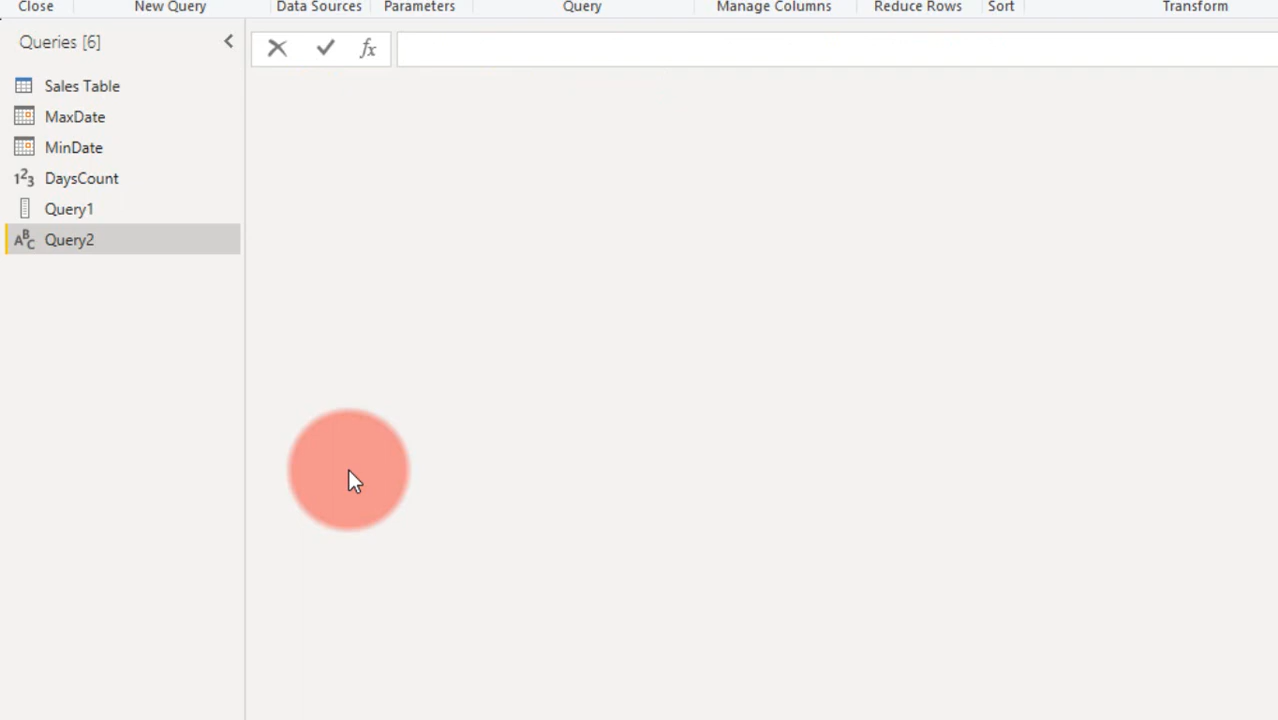 Close New Query Data Sources Parameters Query Manage Columns Reduce Rows Sort Transform
Queries [6]
fx
Sales Table
MaxDate
MinDate
123 DaysCount
Query1
ABC Query2